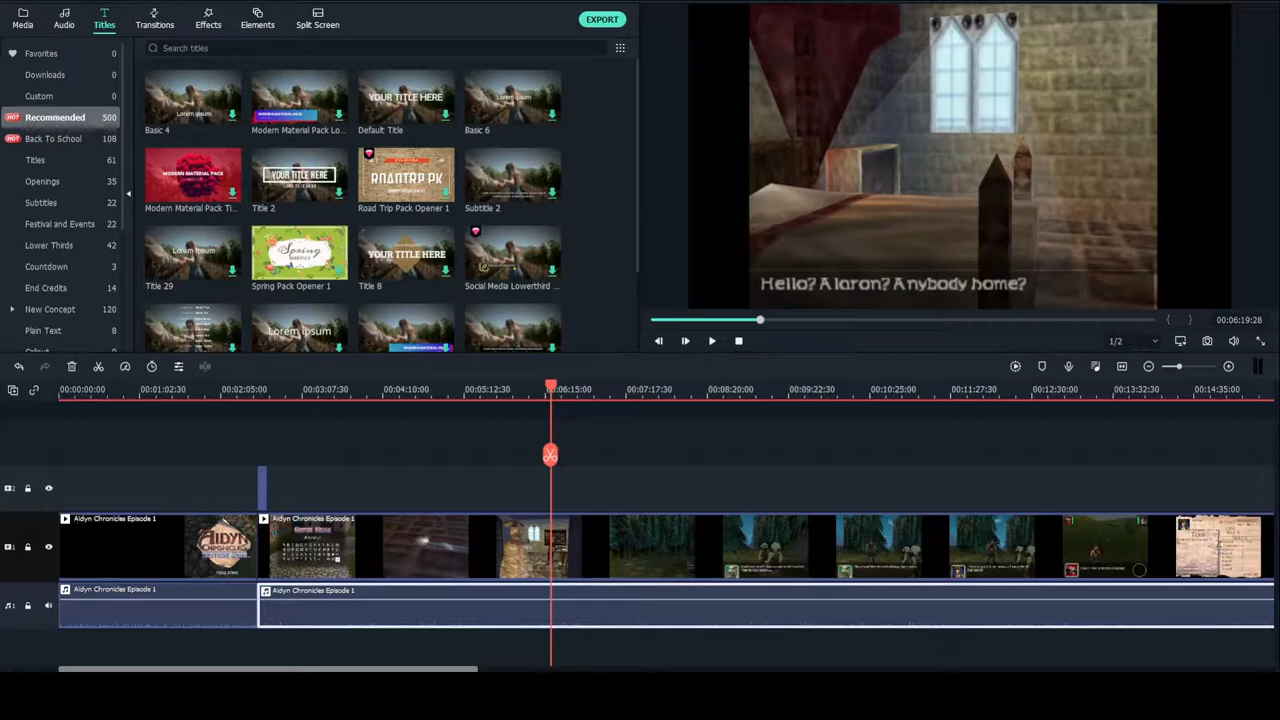 Media Audio Titles Transitions Effects Elements Split Screen EXPORT
Search titles
Favorites 0
Downloads 0
Custom 0
HOT Recommended 500
HOT Back To School 108
Titles 61
Openings 35
Subtitles 22
Festival and Events 22
Lower Thirds 42
Countdown 3
End Credits 14
New Concept 120
Plain Text 8
Lorem ipsum
YOUR TITLE HERE
Lorem ipsum
Basic 4 Modern Material Pack Lo... Default Title Basic 6
MODERN MATERIAL PACK
YOUR TITLE HERE
ROADTRP PK
Modern Material Pack Ti... Title 2 Road Trip Pack Opener 1 Subtitle 2
Lorem ipsum
Spring
YOUR TITLE HERE
Title 29 Spring Pack Opener 1 Title 8 Social Media Lowerthird ...
Lorem ipsum
Hello? Alaron? Anybody home?
00:06:19:28
1/2
00:00:00:00 00:01:02:30 00:02:05:00 00:03:07:30 00:04:10:00 00:05:12:30 00:06:15:00 00:07:17:30 00:08:20:00 00:09:22:30 00:10:25:00 00:11:27:30 00:12:30:00 00:13:32:30 00:14:35:00
2
1
Aidyn Chronicles Episode 1 Aidyn Chronicles Episode 1
AIDYN
CHRONICLES
1
Aidyn Chronicles Episode 1 Aidyn Chronicles Episode 1